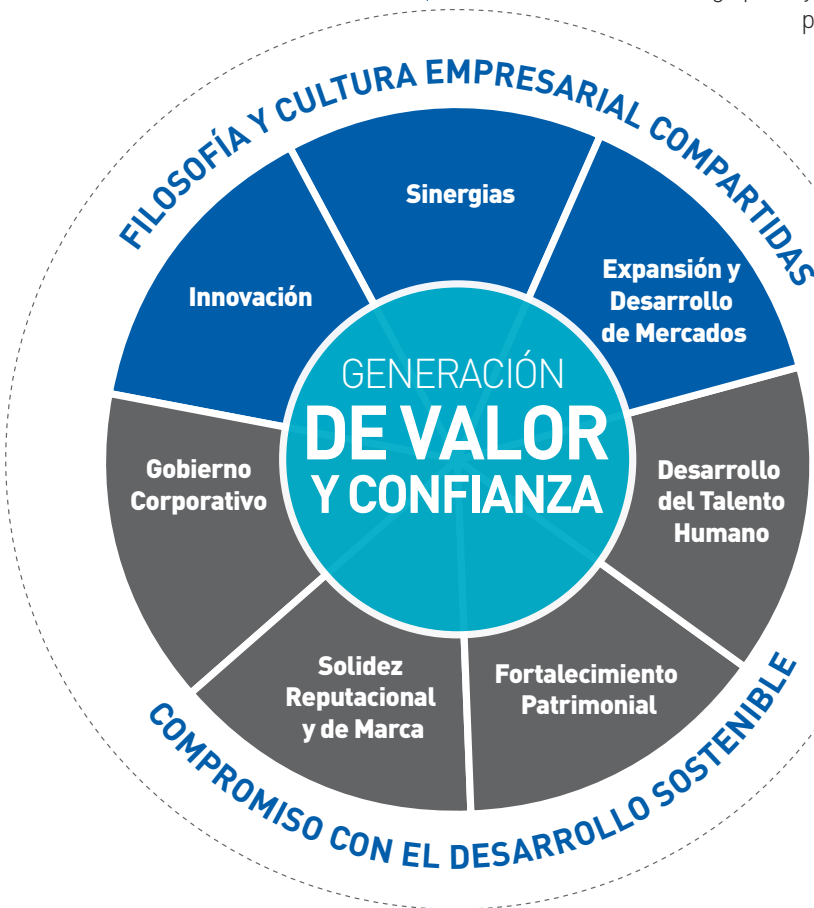 FILOSOFÍA Y CULTURA EMPRESARIAL COMPARTIDAS
Sinergias
Innovación
Expansión y
Desarrollo
de Mercados
GENERACIÓN
DE VALOR
Y CONFIANZA
Gobierno
Corporativo
Desarrollo
del Talento
Humano
Solidez
Reputacional
y de Marca
Fortalecimiento
Patrimonial
COMPROMISO CON EL DESARROLLO SOSTENIBLE